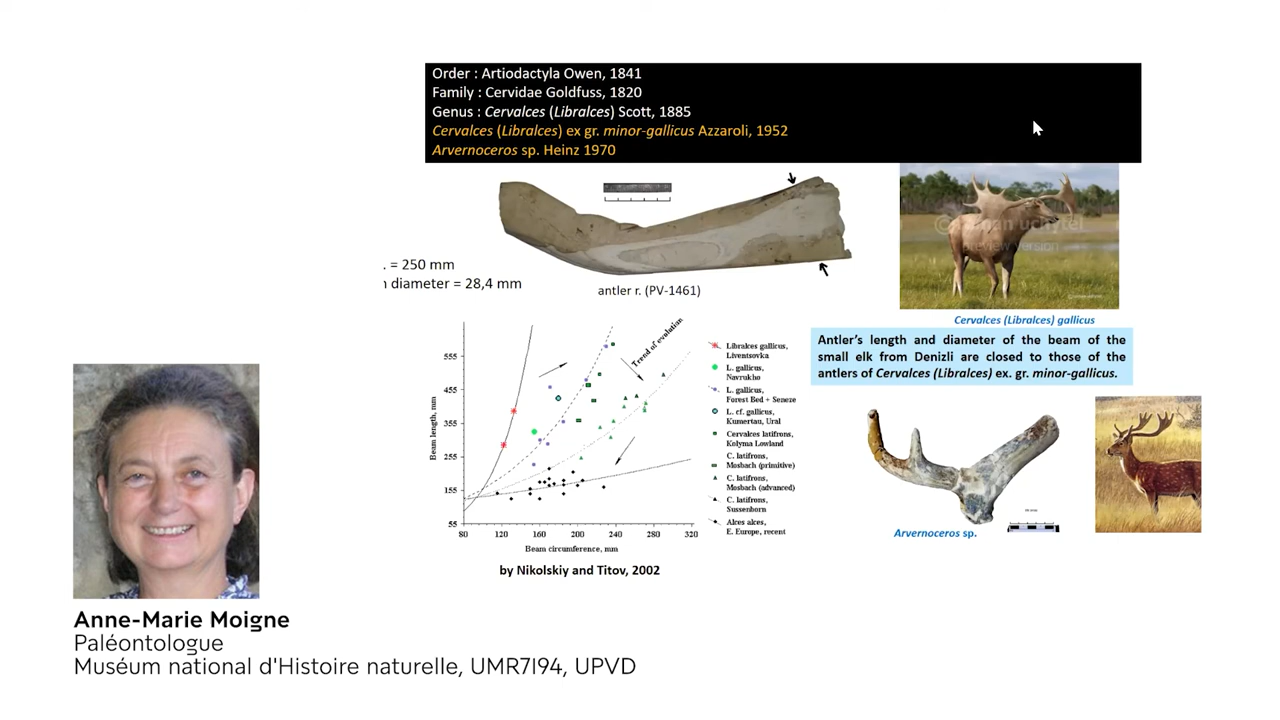 Order : Artiodactyla Owen, 1841
Family : Cervidae Goldfuss, 1820
Genus : Cervalces (Libralces) Scott, 1885
Cervalces (Libralces) ex gr. minor-gallicus Azzaroli, 1952
Arvernoceros sp. Heinz 1970
. = 250 mm
diameter = 28,4 mm
antler r. (PV-1461)
preview version
Cervalces (Libralces) gallicus
Antler's length and diameter of the beam of the
small elk from Denizli are closed to those of the
antlers of Cervalces (Libralces) ex. gr. minor-gallicus.
Trend of evolution
Beam length, mm
555
455
355
255
155
55
80 120 160 200 240 280 320
Beam circumference, mm
Libralces gallicus,
Liventsovka
L. gallicus,
Navrukho
L. gallicus,
Forest Bed + Seneze
L. cf. gallicus,
Kumertau, Ural
Cervalces latifrons,
Kolyma Lowland
C. latifrons,
Mosbach (primitive)
C. latifrons,
Mosbach (advanced)
C. latifrons,
Sussenborn
Alces alces,
E. Europe, recent
by Nikolskiy and Titov, 2002
Arvernoceros sp.
Anne-Marie Moigne
Paléontologue
Muséum national d'Histoire naturelle, UMR7194, UPVD